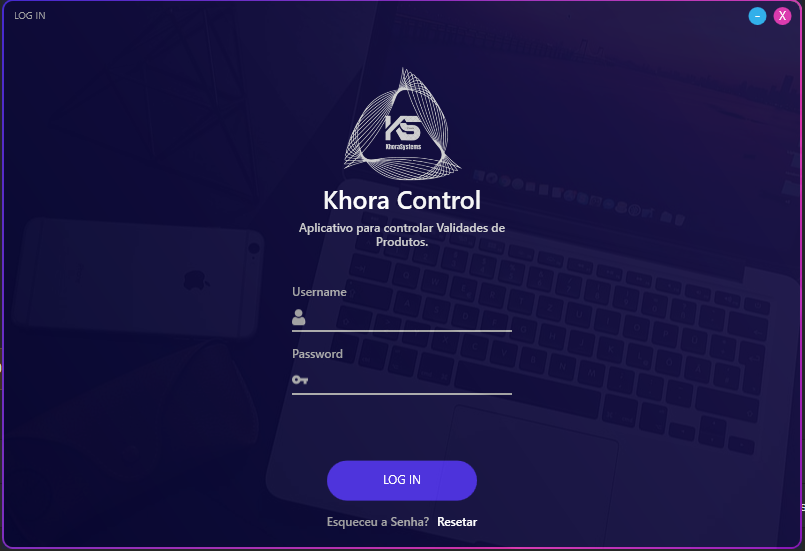 LOG IN
–
X
KS
KhoraSystems
Khora Control
Aplicativo para controlar Validades de
Produtos.
Username
Password
LOG IN
Esqueceu a Senha? Resetar